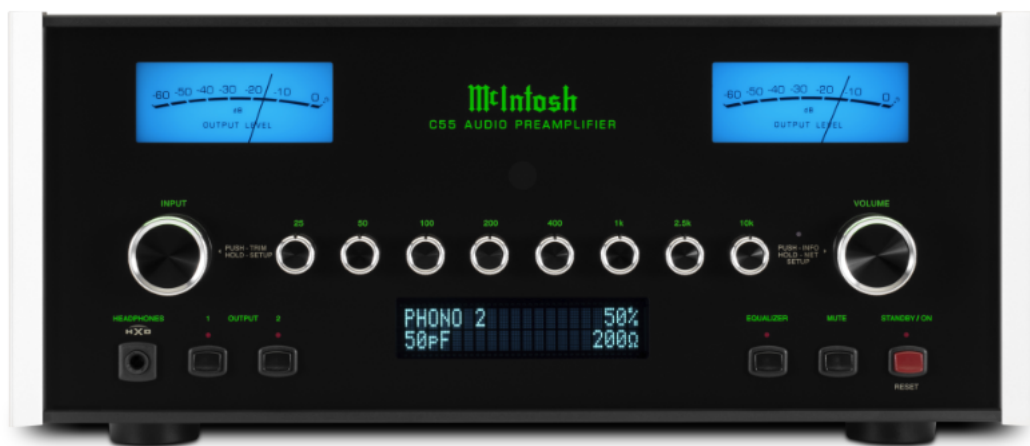 -60 -50 -40 -30 -20 -10 0
dB
OUTPUT LEVEL
McIntosh
C55 AUDIO PREAMPLIFIER
-60 -50 -40 -30 -20 -10 0
dB
OUTPUT LEVEL
INPUT
VOLUME
25 50 100 200 400 1k 2.5k 10k
PUSH - TRIM
HOLD - SETUP
PUSH - INFO
HOLD - NET
SETUP
HEADPHONES
HXD
1 OUTPUT 2
PHONO 2 50%
50pF 200Ω
EQUALIZER
MUTE
STANDBY / ON
RESET